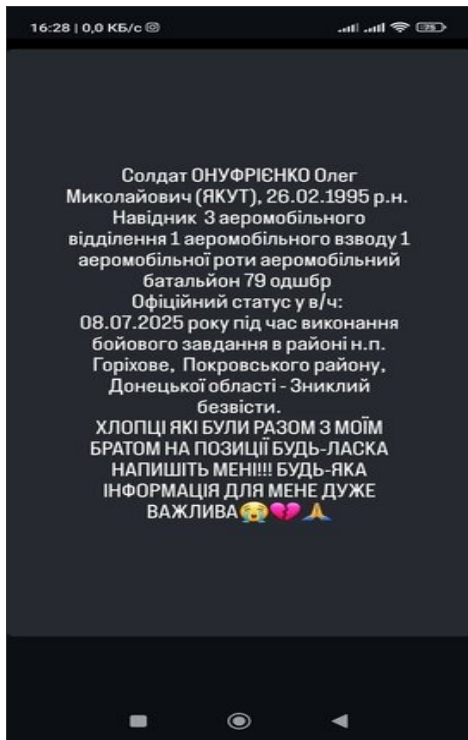 16:28 | 0,0 КБ/с
75
Солдат ОНУФРІЄНКО Олег
Миколайович (ЯКУТ), 26.02.1995 р.н.
Навідник 3 аеромобільного
відділення 1 аеромобільного взводу 1
аеромобільної роти аеромобільний
батальйон 79 одшбр
Офіційний статус у в/ч:
08.07.2025 року під час виконання
бойового завдання в районі н.п.
Горіхове, Покровського району,
Донецької області - Зниклий
безвісти.
ХЛОПЦІ ЯКІ БУЛИ РАЗОМ З МОЇМ
БРАТОМ НА ПОЗИЦІЇ БУДЬ-ЛАСКА
НАПИШІТЬ МЕНІ!!! БУДЬ-ЯКА
ІНФОРМАЦІЯ ДЛЯ МЕНЕ ДУЖЕ
ВАЖЛИВА😭💔🙏